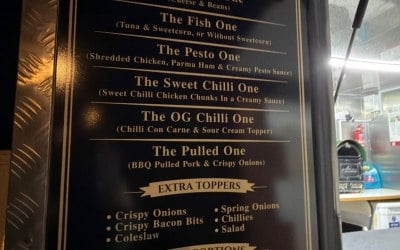 & Beans)
The Fish One
(Tuna & Sweetcorn, or Without Sweetcorn)
The Pesto One
(Shredded Chicken, Parma Ham & Creamy Pesto Sauce)
The Sweet Chilli One
(Sweet Chilli Chicken Chunks In a Creamy Sauce)
The OG Chilli One
(Chilli Con Carne & Sour Cream Topper)
The Pulled One
(BBQ Pulled Pork & Crispy Onions)
EXTRA TOPPERS
• Crispy Onions
• Crispy Bacon Bits
• Coleslaw
• Spring Onions
• Chillies
• Salad